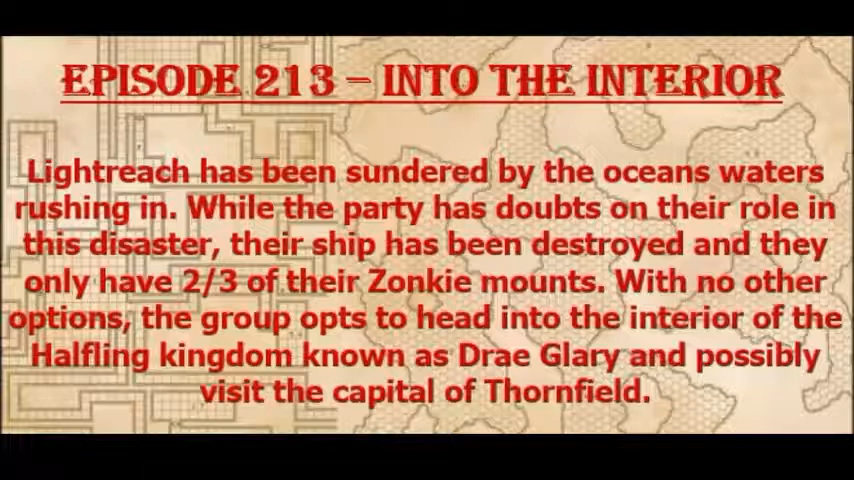 EPISODE 213 – INTO THE INTERIOR
Lightreach has been sundered by the oceans waters
rushing in. While the party has doubts on their role in
this disaster, their ship has been destroyed and they
only have 2/3 of their Zonkie mounts. With no other
options, the group opts to head into the interior of the
Halfling kingdom known as Drae Glary and possibly
visit the capital of Thornfield.